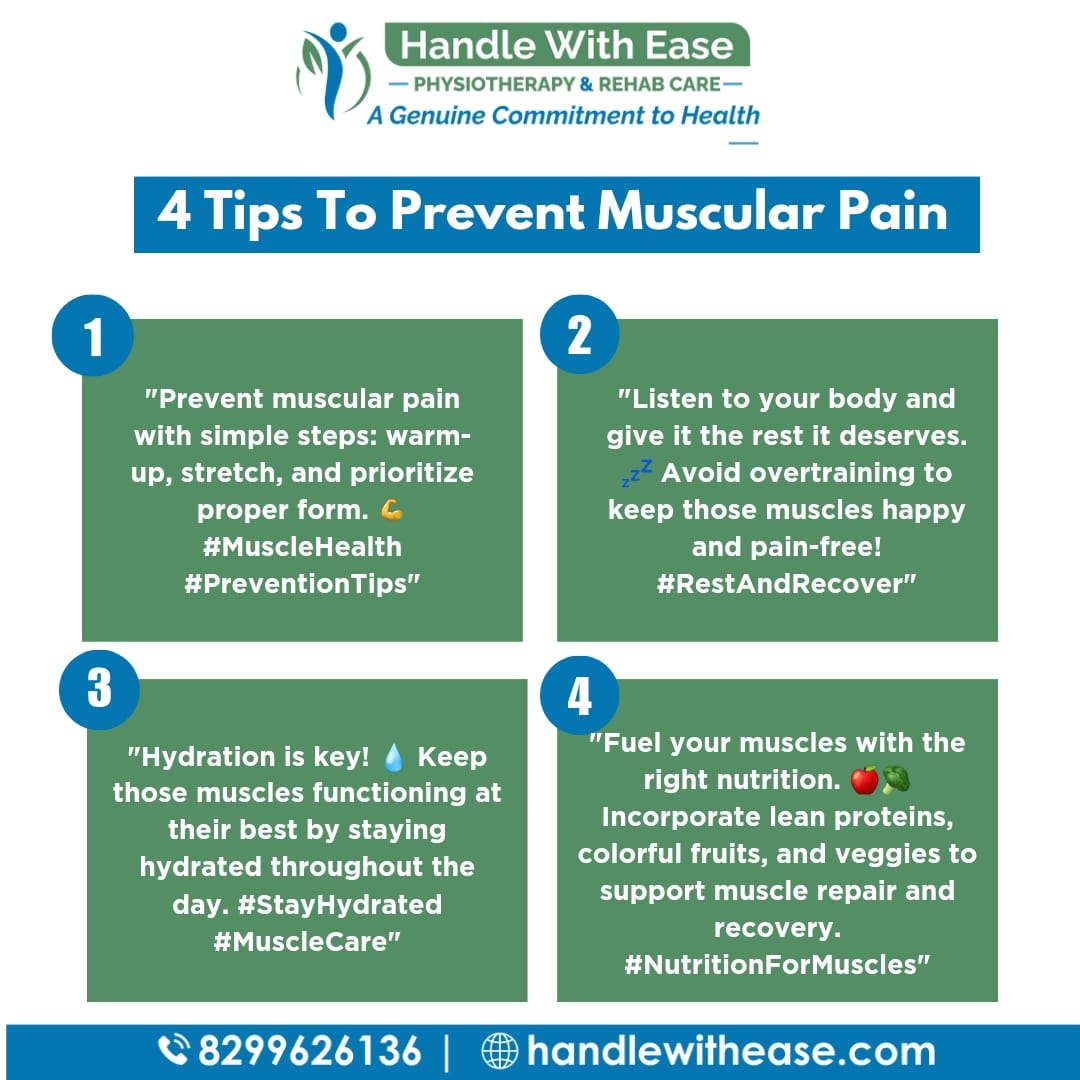 Handle With Ease
PHYSIOTHERAPY & REHAB CARE
A Genuine Commitment to Health
4 Tips To Prevent Muscular Pain
1
"Prevent muscular pain
with simple steps: warm-
up, stretch, and prioritize
proper form. 💪
#MuscleHealth
#PreventionTips"
2
"Listen to your body and
give it the rest it deserves.
💤 Avoid overtraining to
keep those muscles happy
and pain-free!
#RestAndRecover"
3
"Hydration is key! 💧 Keep
those muscles functioning at
their best by staying
hydrated throughout the
day. #StayHydrated
#MuscleCare"
4
"Fuel your muscles with the
right nutrition. 🍎🥦
Incorporate lean proteins,
colorful fruits, and veggies to
support muscle repair and
recovery.
#NutritionForMuscles"
8299626136 | handlewithease.com